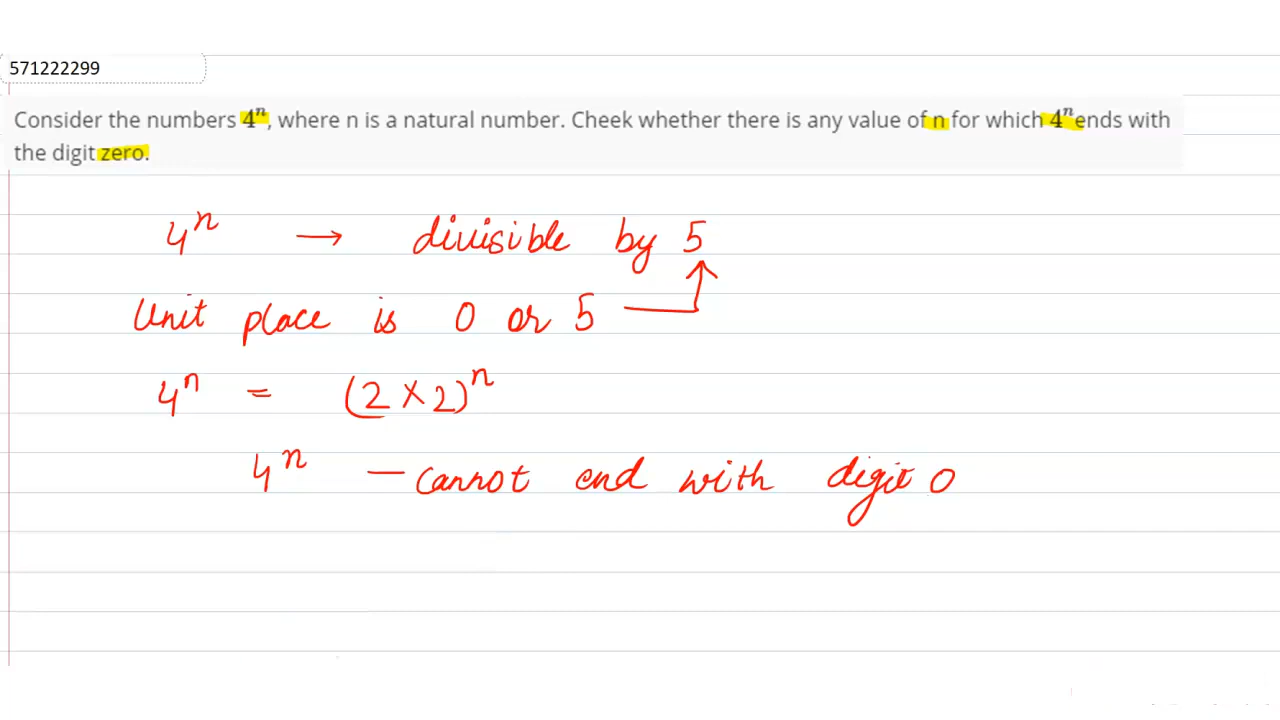 571222299
Consider the numbers 4ⁿ, where n is a natural number. Cheek whether there is any value of n for which 4ⁿ ends with
the digit zero.
4ⁿ → divisible by 5
Unit place is 0 or 5
4ⁿ = (2 × 2)ⁿ
4ⁿ — cannot end with digit 0